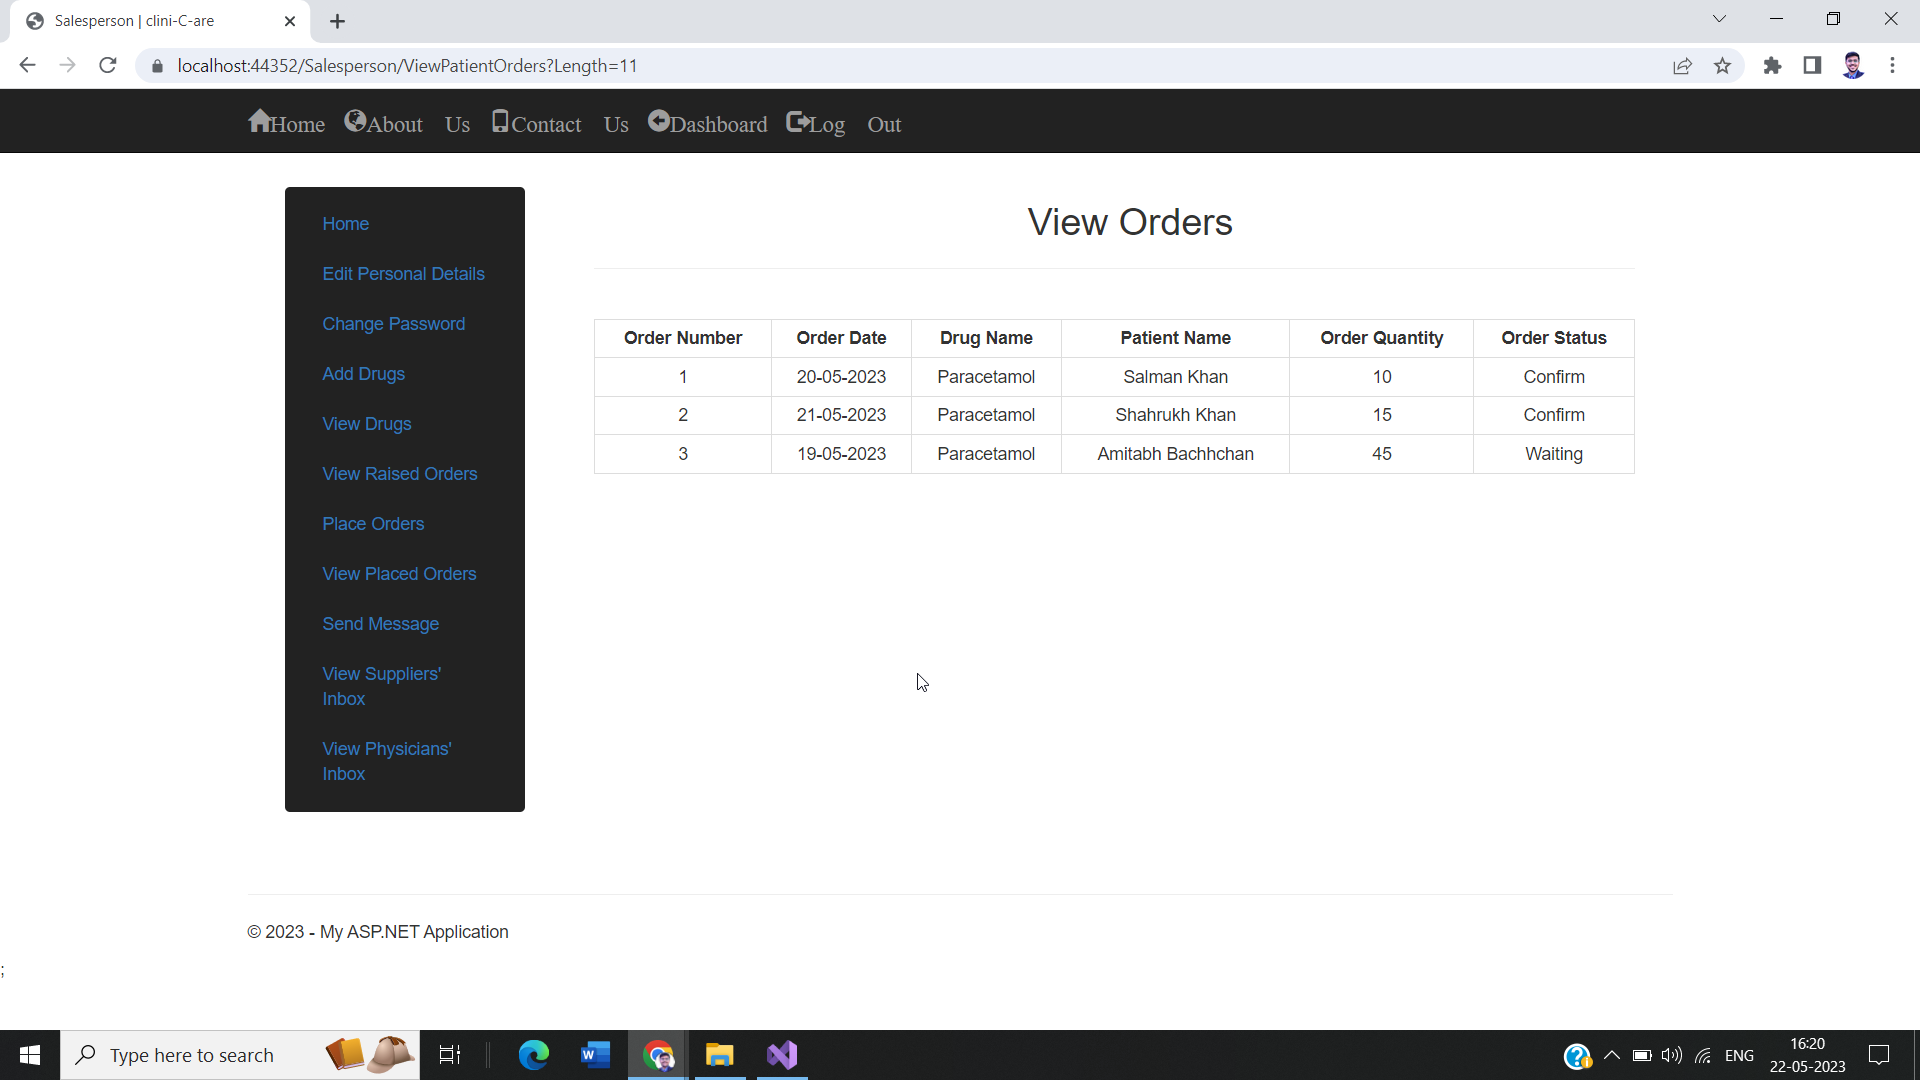 Salesperson | clini-C-are
localhost:44352/Salesperson/ViewPatientOrders?Length=11
Home About Us Contact Us Dashboard Log Out
Home
Edit Personal Details
Change Password
Add Drugs
View Drugs
View Raised Orders
Place Orders
View Placed Orders
Send Message
View Suppliers'
Inbox
View Physicians'
Inbox
View Orders
Order Number Order Date Drug Name Patient Name Order Quantity Order Status
1 20-05-2023 Paracetamol Salman Khan 10 Confirm
2 21-05-2023 Paracetamol Shahrukh Khan 15 Confirm
3 19-05-2023 Paracetamol Amitabh Bachhchan 45 Waiting
© 2023 - My ASP.NET Application
;
Type here to search
ENG
16:20
22-05-2023